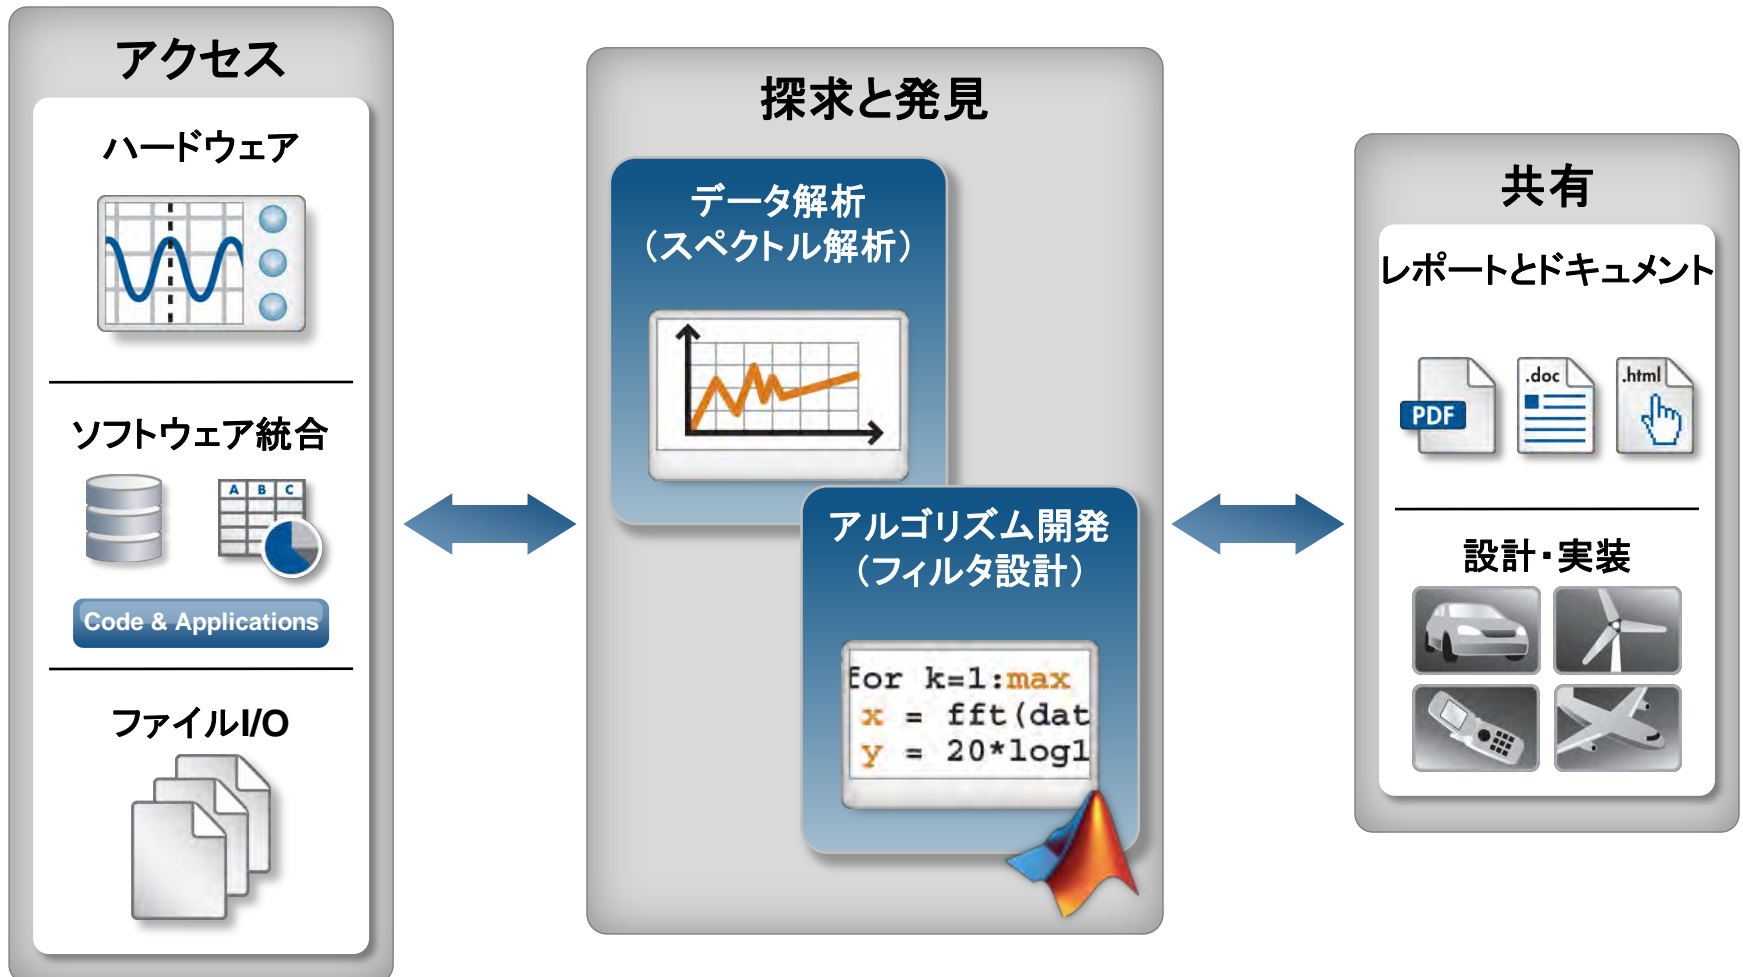 アクセス
ハードウェア
ソフトウェア統合
A B C
Code & Applications
ファイルI/O
探求と発見
データ解析
（スペクトル解析）
アルゴリズム開発
（フィルタ設計）
for k=1:max
x = fft(dat
y = 20*log1
共有
レポートとドキュメント
PDF
.doc
.html
設計・実装